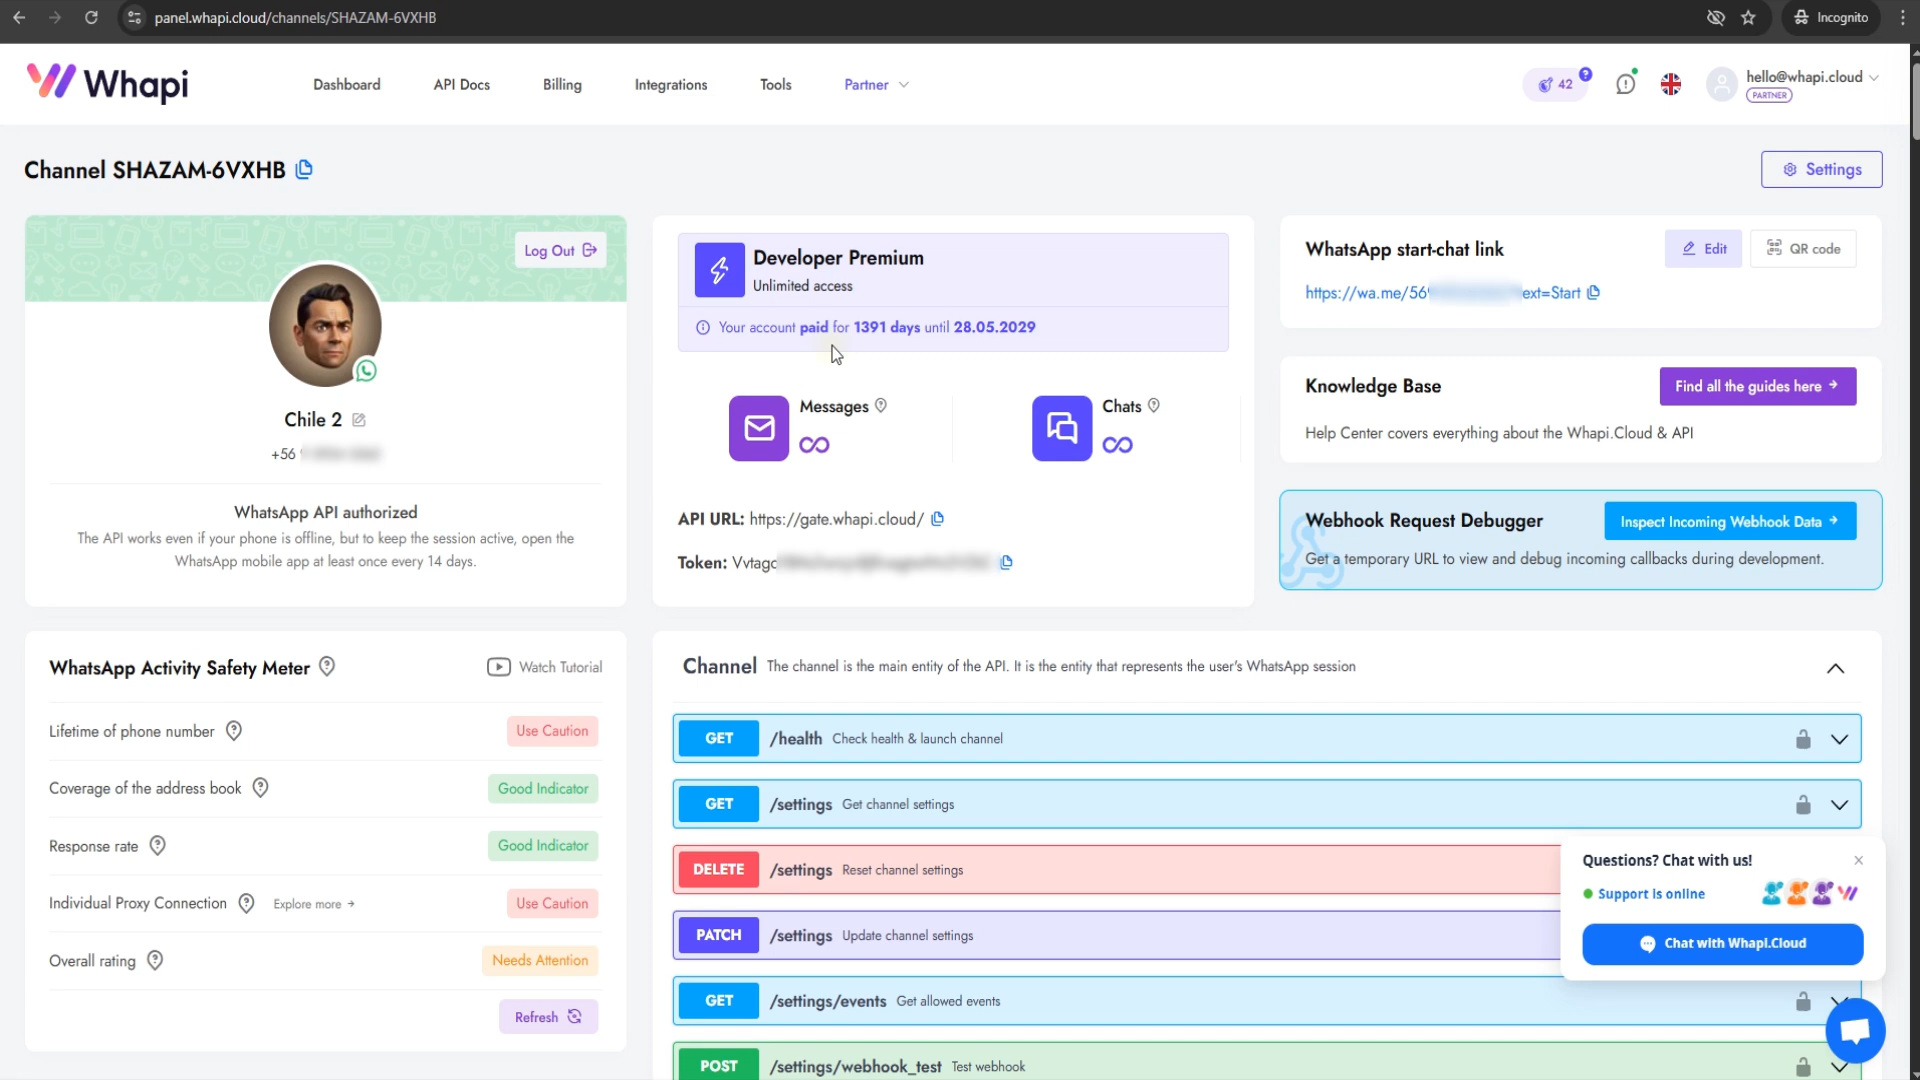 panel.whapi.cloud/channels/SHAZAM-6VXHB
Incognito
Whapi
Dashboard
API Docs
Billing
Integrations
Tools
Partner
42
?
hello@whapi.cloud
PARTNER
Channel SHAZAM-6VXHB
Settings
Log Out
Chile 2
+56
WhatsApp API authorized
The API works even if your phone is offline, but to keep the session active, open the
WhatsApp mobile app at least once every 14 days.
Developer Premium
Unlimited access
Your account paid for 1391 days until 28.05.2029
Messages
∞
Chats
∞
API URL: https://gate.whapi.cloud/
Token: Vvtago
WhatsApp start-chat link
Edit
QR code
https://wa.me/56 ext=Start
Knowledge Base
Find all the guides here →
Help Center covers everything about the Whapi.Cloud & API
Webhook Request Debugger
Inspect Incoming Webhook Data →
Get a temporary URL to view and debug incoming callbacks during development.
WhatsApp Activity Safety Meter
Watch Tutorial
Lifetime of phone number
Use Caution
Coverage of the address book
Good Indicator
Response rate
Good Indicator
Individual Proxy Connection
Explore more →
Use Caution
Overall rating
Needs Attention
Refresh
Channel The channel is the main entity of the API. It is the entity that represents the user's WhatsApp session
GET /health Check health & launch channel
GET /settings Get channel settings
DELETE /settings Reset channel settings
PATCH /settings Update channel settings
GET /settings/events Get allowed events
POST /settings/webhook_test Test webhook
Questions? Chat with us!
Support is online
Chat with Whapi.Cloud